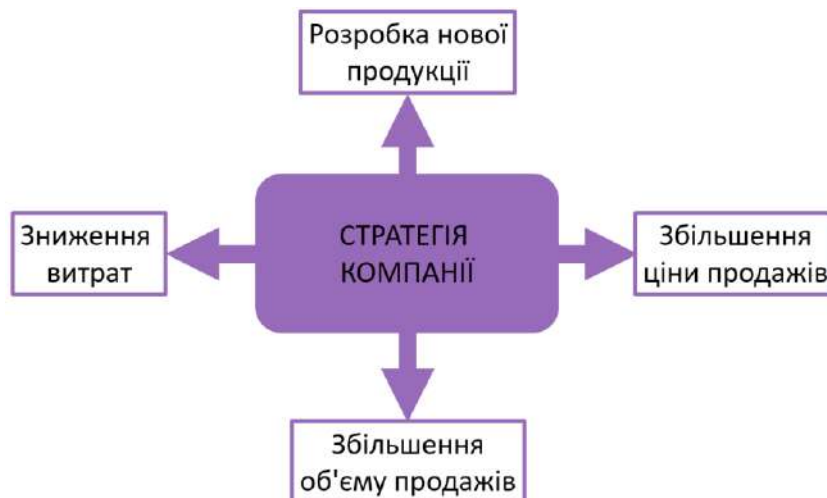 Розробка нової
продукції
Зниження
витрат
СТРАТЕГІЯ
КОМПАНІЇ
Збільшення
ціни продажів
Збільшення
об'єму продажів